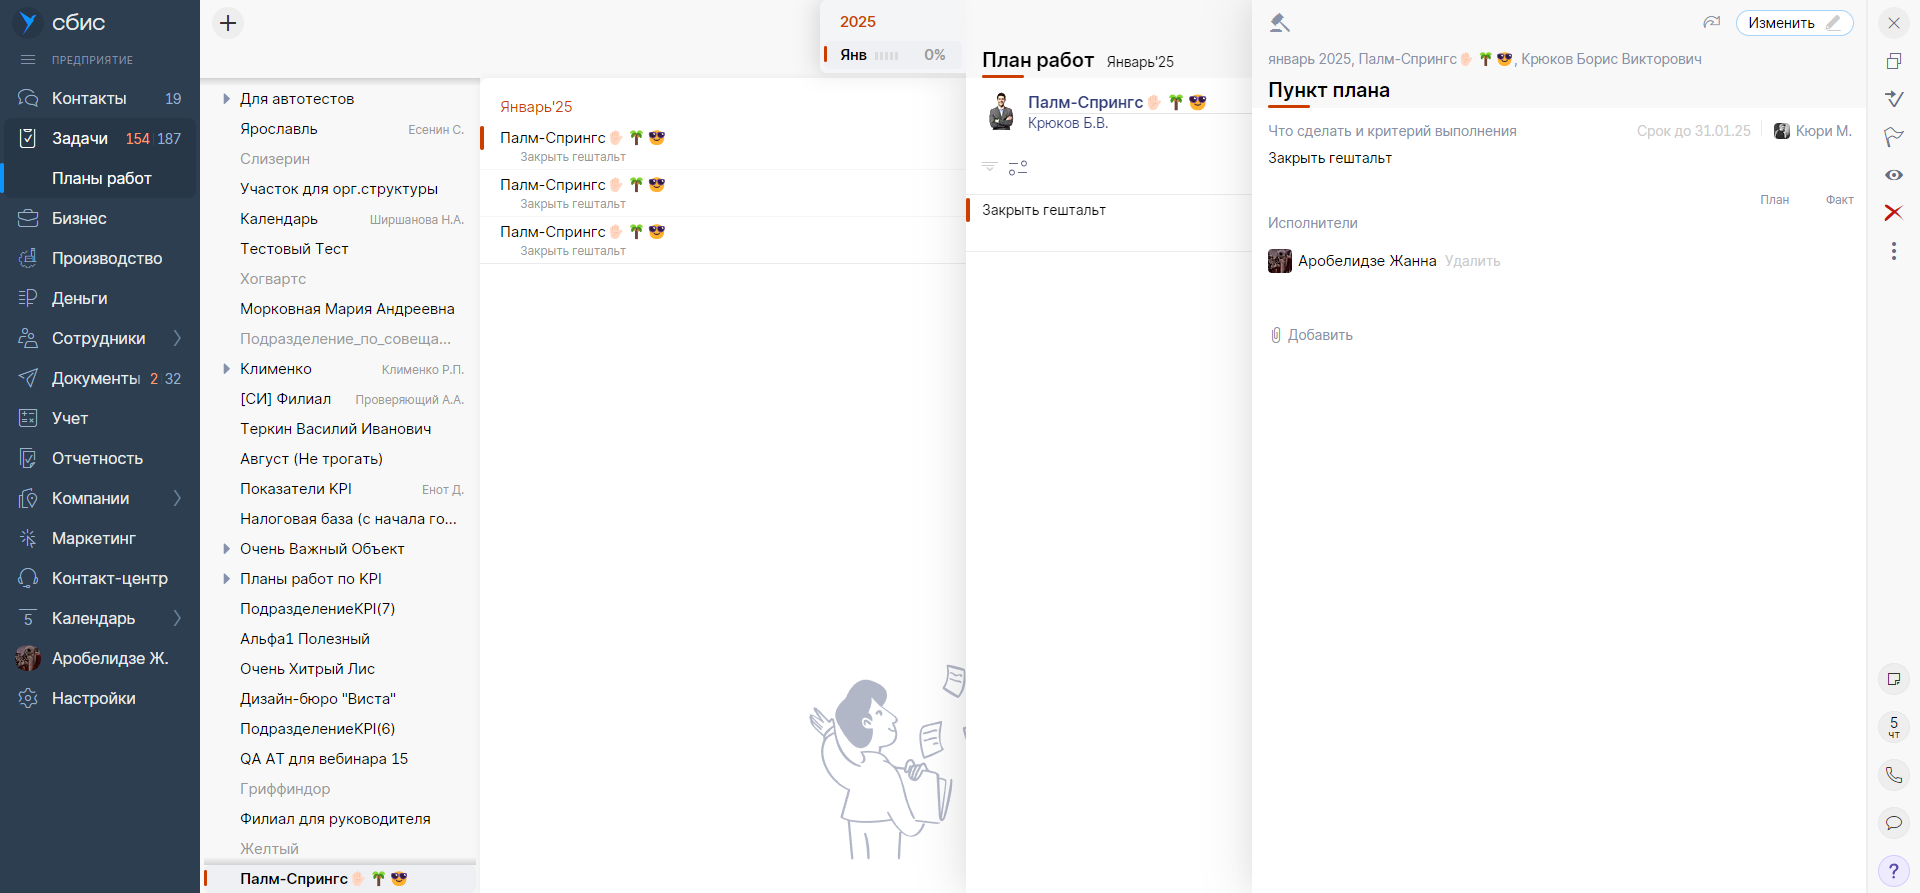 сбис
ПРЕДПРИЯТИЕ
Контакты 19
Задачи 154 187
Планы работ
Бизнес
Производство
Деньги
Сотрудники
Документы 2 32
Учет
Отчетность
Компании
Маркетинг
Контакт-центр
5 Календарь
Аробелидзе Ж.
Настройки
Для автотестов
Ярославль Есенин С.
Слизерин
Участок для орг.структуры
Календарь Ширшанова Н.А.
Тестовый Тест
Хогвартс
Морковная Мария Андреевна
Подразделение_по_совеща...
Клименко Клименко Р.П.
[СИ] Филиал Проверяющий А.А.
Теркин Василий Иванович
Август (Не трогать)
Показатели KPI Енот Д.
Налоговая база (с начала го...
Очень Важный Объект
Планы работ по KPI
ПодразделениеKPI(7)
Альфа1 Полезный
Очень Хитрый Лис
Дизайн-бюро "Виста"
ПодразделениеKPI(6)
QA АТ для вебинара 15
Гриффиндор
Филиал для руководителя
Желтый
Палм-Спрингс🖐🏻🌴😎
2025
Янв 0%
Январь'25
Палм-Спрингс🖐🏻🌴😎
Закрыть гештальт
Палм-Спрингс🖐🏻🌴😎
Закрыть гештальт
Палм-Спрингс🖐🏻🌴😎
Закрыть гештальт
План работ Январь'25
Палм-Спрингс🖐🏻🌴😎
Крюков Б.В.
Закрыть гештальт
Изменить
январь 2025, Палм-Спрингс🖐🏻🌴😎, Крюков Борис Викторович
Пункт плана
Что сделать и критерий выполнения Срок до 31.01.25 Кюри М.
Закрыть гештальт
План Факт
Исполнители
Аробелидзе Жанна Удалить
Добавить
5
чт
?